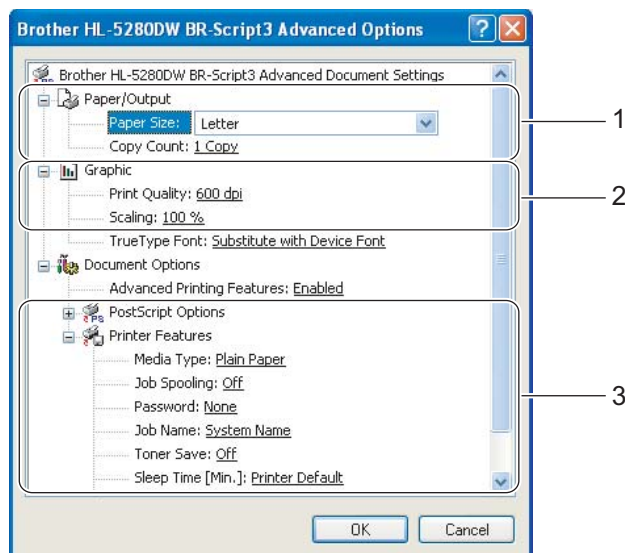 Brother HL-5280DW BR-Script3 Advanced Options
Brother HL-5280DW BR-Script3 Advanced Document Settings
Paper/Output
Paper Size: Letter
Copy Count: 1 Copy
1
Graphic
Print Quality: 600 dpi
Scaling: 100 %
2
TrueType Font: Substitute with Device Font
Document Options
Advanced Printing Features: Enabled
PostScript Options
Printer Features
Media Type: Plain Paper
Job Spooling: Off
3
Password: None
Job Name: System Name
Toner Save: Off
Sleep Time [Min.]: Printer Default
OK Cancel